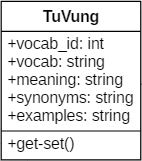 TuVung
+vocab_id: int
+vocab: string
+meaning: string
+synonyms: string
+examples: string
+get-set()